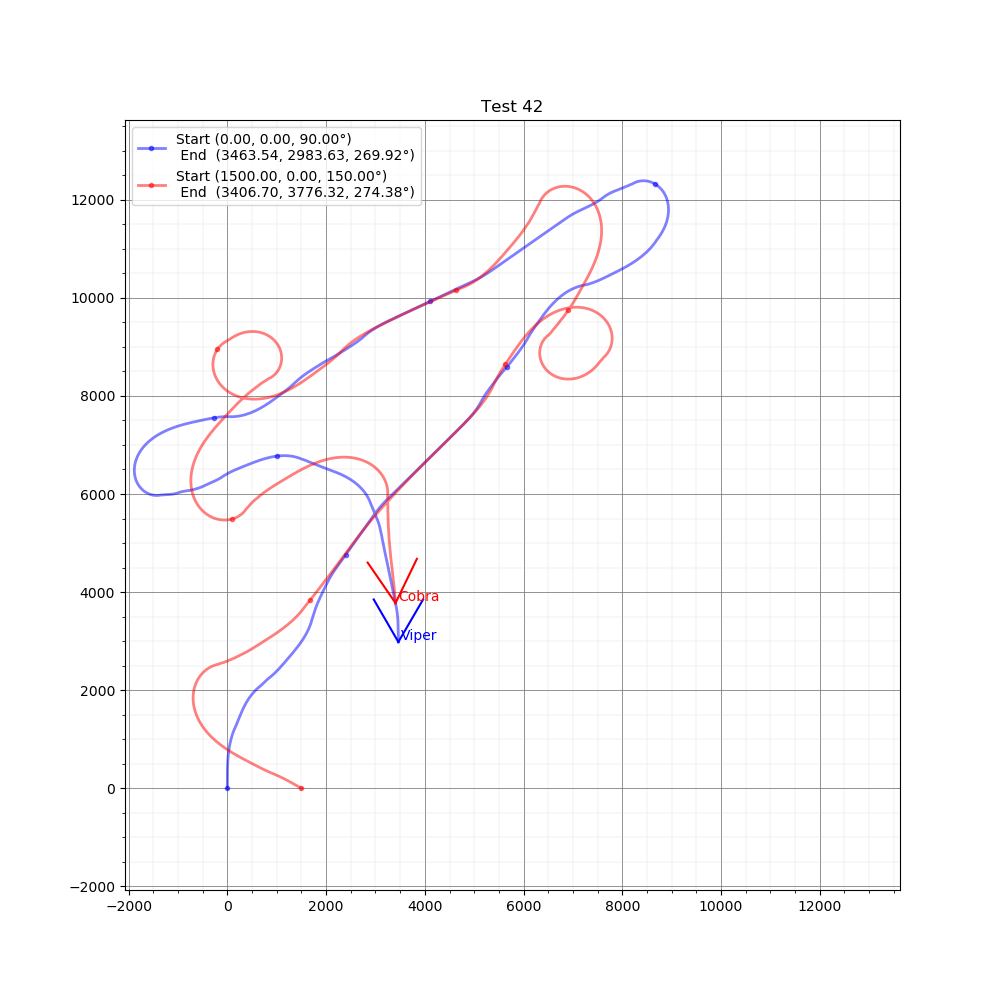 Test 42
Start (0.00, 0.00, 90.00°)
End (3463.54, 2983.63, 269.92°)
Start (1500.00, 0.00, 150.00°)
End (3406.70, 3776.32, 274.38°)
12000
10000
8000
6000
4000
2000
0
−2000
Cobra
Viper
−2000 0 2000 4000 6000 8000 10000 12000